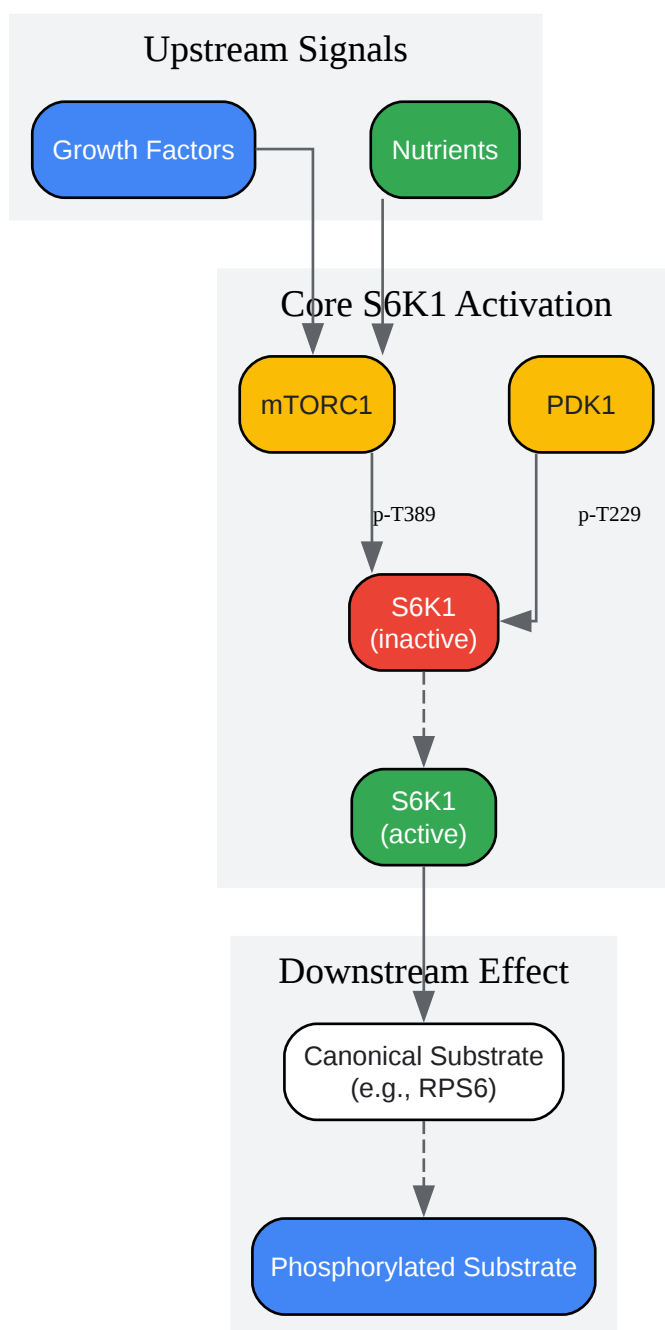 Upstream Signals
Growth Factors
Nutrients
Core S6K1 Activation
mTORC1
PDK1
p-T389
p-T229
S6K1
(inactive)
S6K1
(active)
Downstream Effect
Canonical Substrate
(e.g., RPS6)
Phosphorylated Substrate